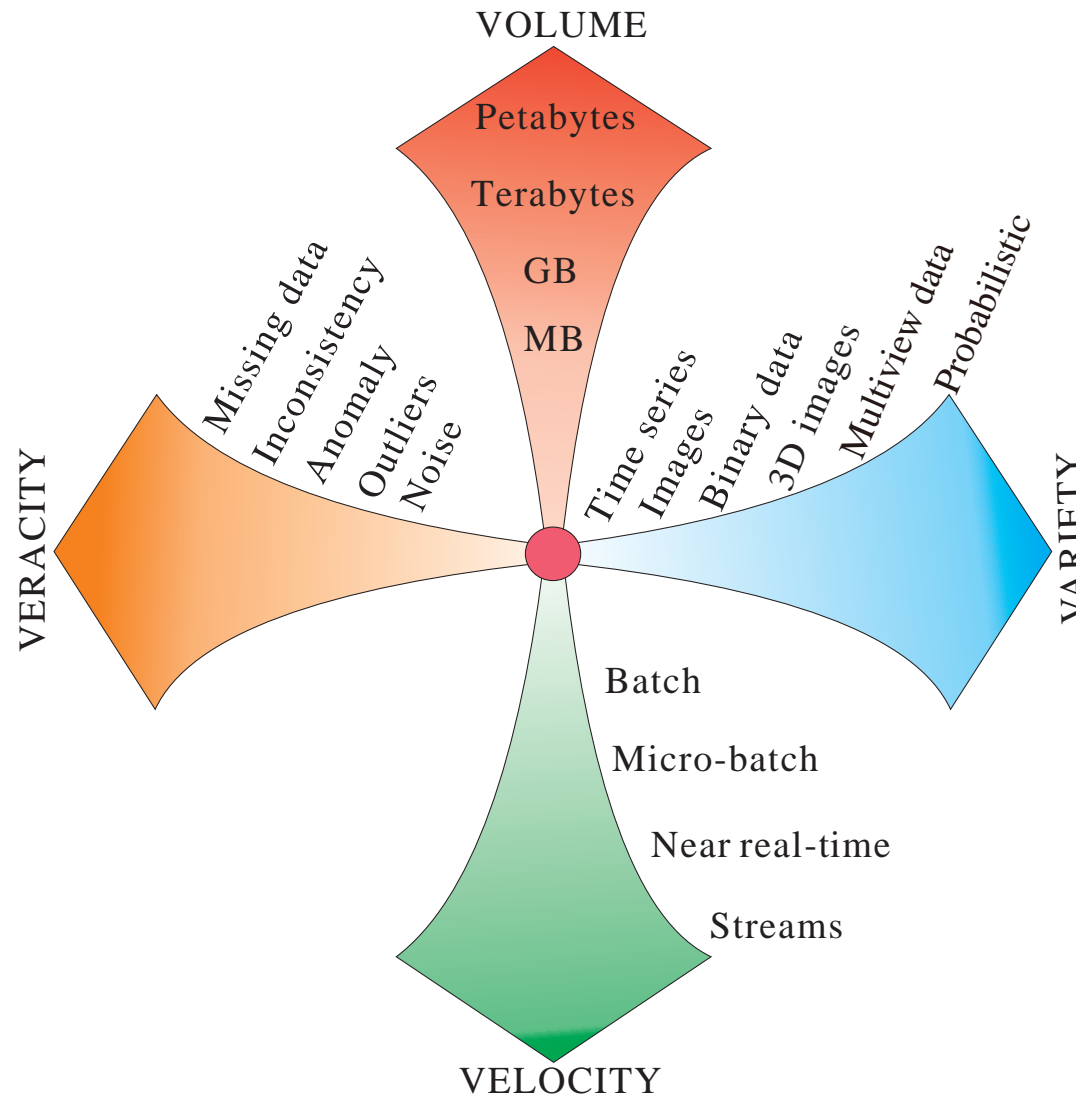 VOLUME
Petabytes
Terabytes
GB
MB
VERACITY
Missing data
Inconsistency
Anomaly
Outliers
Noise
Time series
Images
Binary data
3D images
Multiview data
Probabilistic
VARIETY
Batch
Micro-batch
Near real-time
Streams
VELOCITY